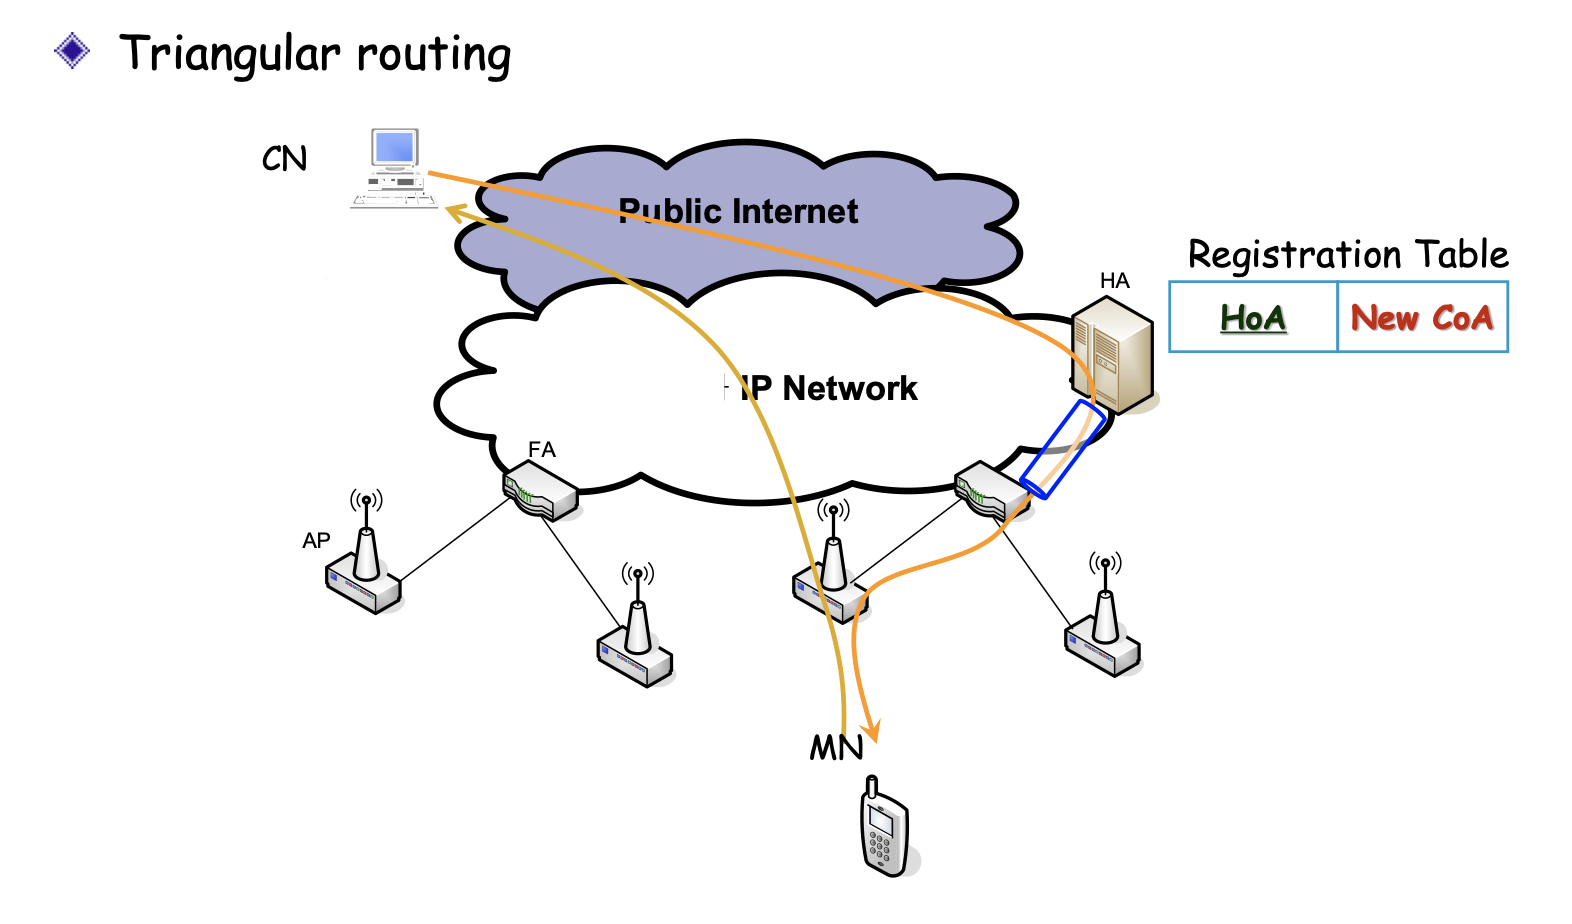 Triangular routing
CN
Public Internet
Registration Table
HA
HoA
New CoA
IP Network
FA
AP
MN